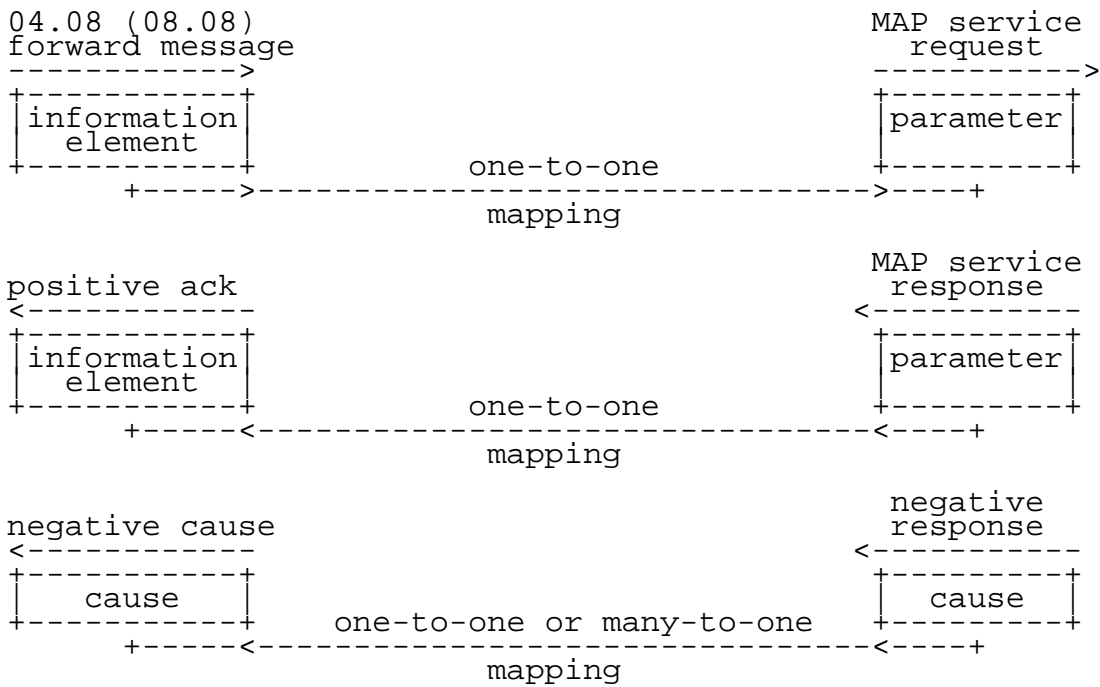 04.08 (08.08)                                MAP service
forward message                                request
------------>                                ----------->
+-----------+                                +---------+
|information|                                |parameter|
|  element  |                                |         |
+-----------+           one-to-one           +---------+
      +----->-------------------------------->----+
                         mapping
                                             MAP service
positive ack                                  response
<------------                               <-----------
+-----------+                                +---------+
|information|                                |parameter|
|  element  |                                |         |
+-----------+           one-to-one           +---------+
      +-----<--------------------------------<----+
                         mapping
                                              negative
negative cause                                response
<------------                               <-----------
+-----------+                                +---------+
|   cause   |                                |  cause  |
+-----------+    one-to-one or many-to-one   +---------+
      +-----<--------------------------------<----+
                         mapping